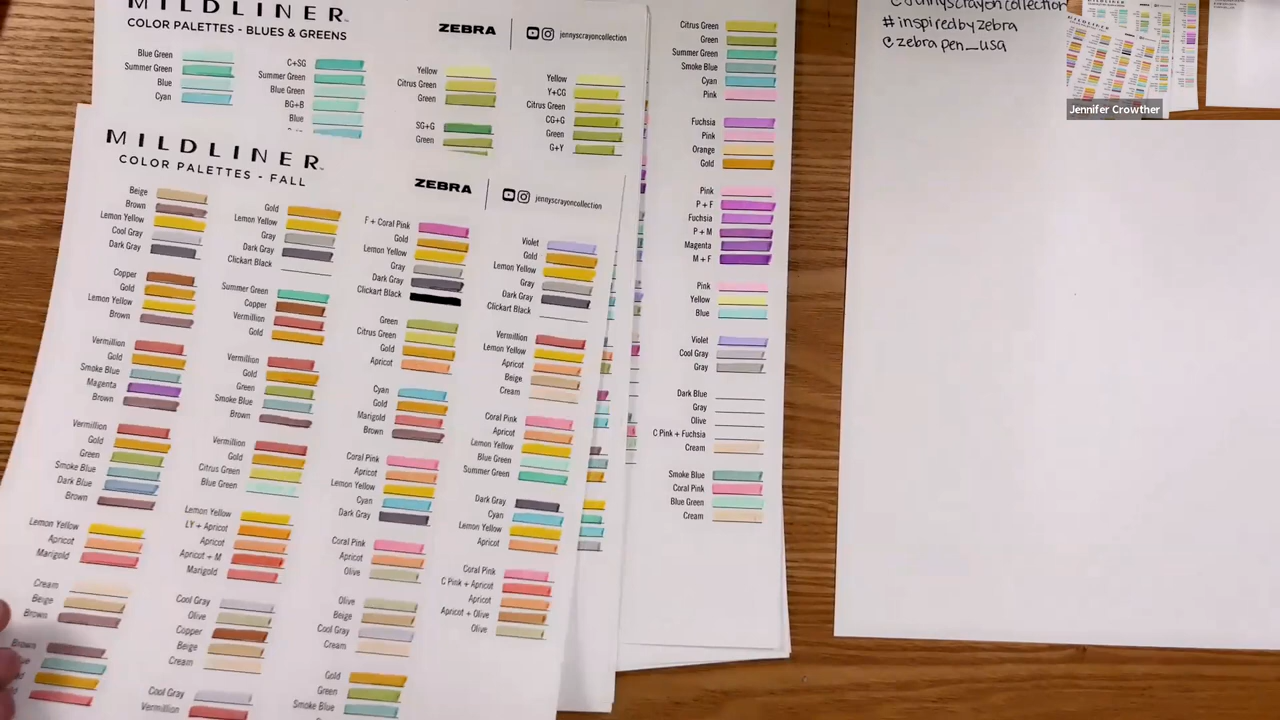 MILDLINER
COLOR PALETTES - BLUES & GREENS
ZEBRA
jennyscrayoncollection
Blue Green
Summer Green
Blue
Cyan
C+SG
Summer Green
Blue Green
BG+B
Blue
Yellow
Citrus Green
Green
SG+G
Green
Yellow
Y+CG
Citrus Green
CG+G
Green
G+Y
MILDLINER
COLOR PALETTES - FALL
ZEBRA
jennyscrayoncollection
Beige
Brown
Lemon Yellow
Cool Gray
Dark Gray
Copper
Gold
Lemon Yellow
Brown
Vermillion
Gold
Smoke Blue
Magenta
Brown
Vermillion
Gold
Green
Smoke Blue
Dark Blue
Brown
Lemon Yellow
Apricot
Marigold
Cream
Beige
Brown
Brown
Gold
Lemon Yellow
Gray
Dark Gray
Clickart Black
Summer Green
Copper
Vermillion
Gold
Vermillion
Gold
Green
Smoke Blue
Brown
Vermillion
Gold
Citrus Green
Blue Green
Lemon Yellow
LY + Apricot
Apricot
Apricot + M
Marigold
Cool Gray
Olive
Copper
Beige
Cream
Cool Gray
Vermillion
F + Coral Pink
Gold
Lemon Yellow
Gray
Dark Gray
Clickart Black
Green
Citrus Green
Gold
Apricot
Cyan
Gold
Marigold
Brown
Coral Pink
Apricot
Lemon Yellow
Cyan
Dark Gray
Coral Pink
Apricot
Olive
Olive
Beige
Cool Gray
Cream
Gold
Green
Smoke Blue
Violet
Gold
Lemon Yellow
Gray
Dark Gray
Clickart Black
Vermillion
Lemon Yellow
Apricot
Beige
Cream
Coral Pink
Apricot
Lemon Yellow
Blue Green
Summer Green
Dark Gray
Cyan
Lemon Yellow
Apricot
Coral Pink
C Pink + Apricot
Apricot
Apricot + Olive
Olive
Citrus Green
Green
Summer Green
Smoke Blue
Cyan
Pink
Fuchsia
Pink
Orange
Gold
Pink
P + F
Fuchsia
P + M
Magenta
M + F
Pink
Yellow
Blue
Violet
Cool Gray
Gray
Dark Blue
Gray
Olive
C Pink + Fuchsia
Cream
Smoke Blue
Coral Pink
Blue Green
Cream
#inspiredbyzebra
@zebrapen_usa
Jennifer Crowther